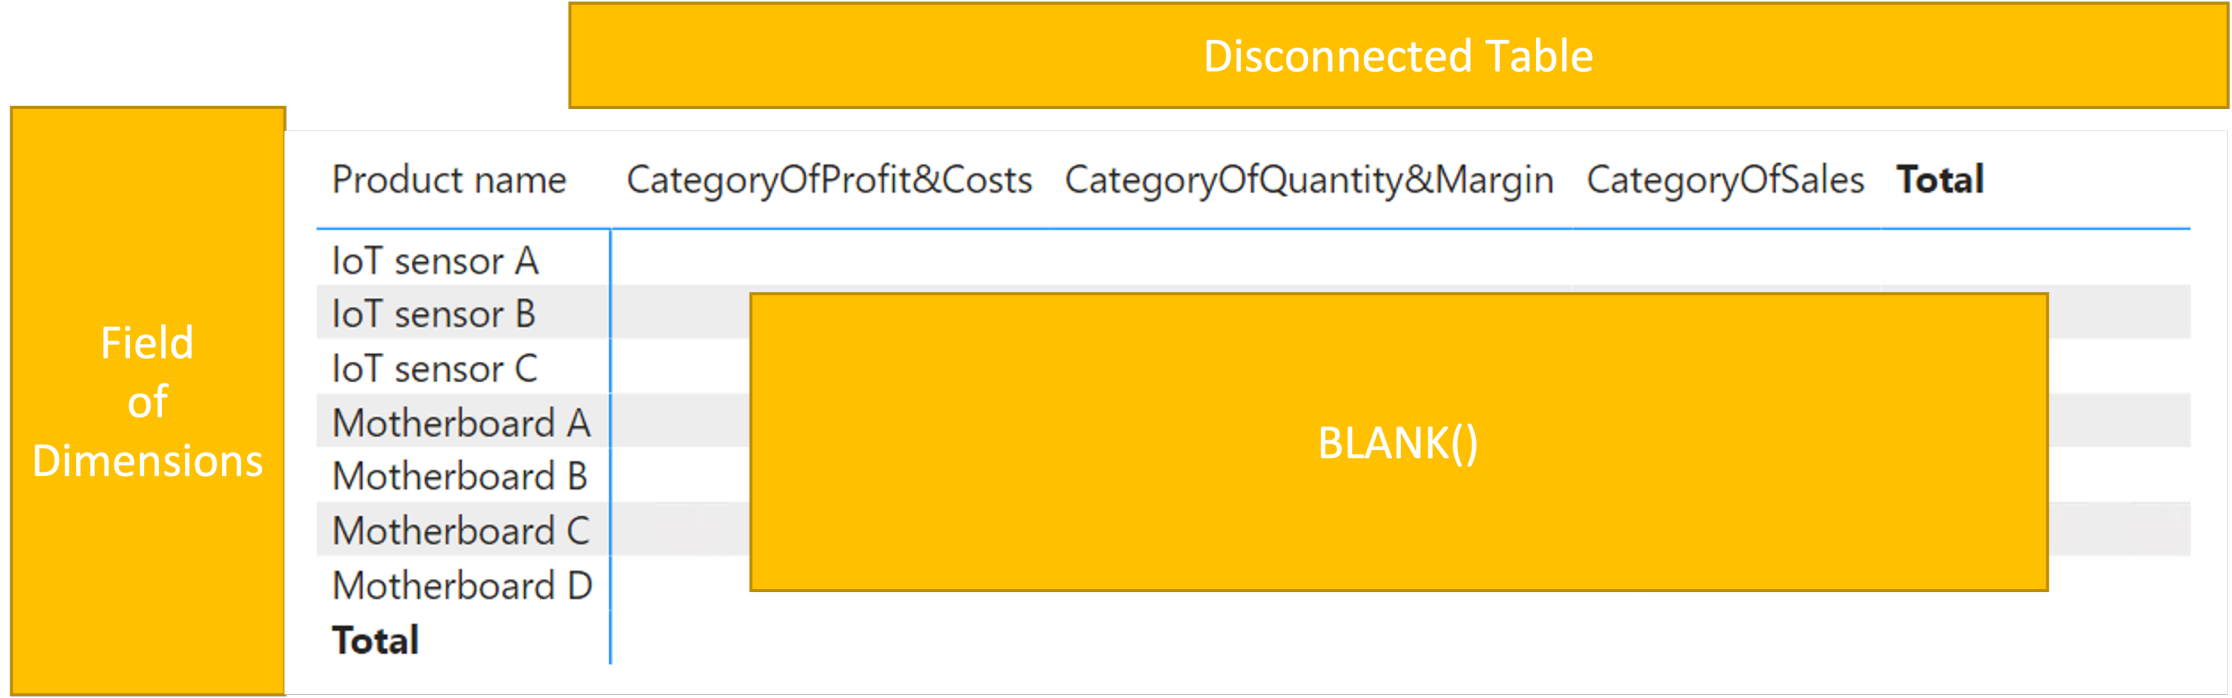 Disconnected Table
Product name CategoryOfProfit&Costs CategoryOfQuantity&Margin CategoryOfSales Total
IoT sensor A
IoT sensor B
IoT sensor C
Motherboard A
Motherboard B
Motherboard C
Motherboard D
Total
Field
of
Dimensions
BLANK()